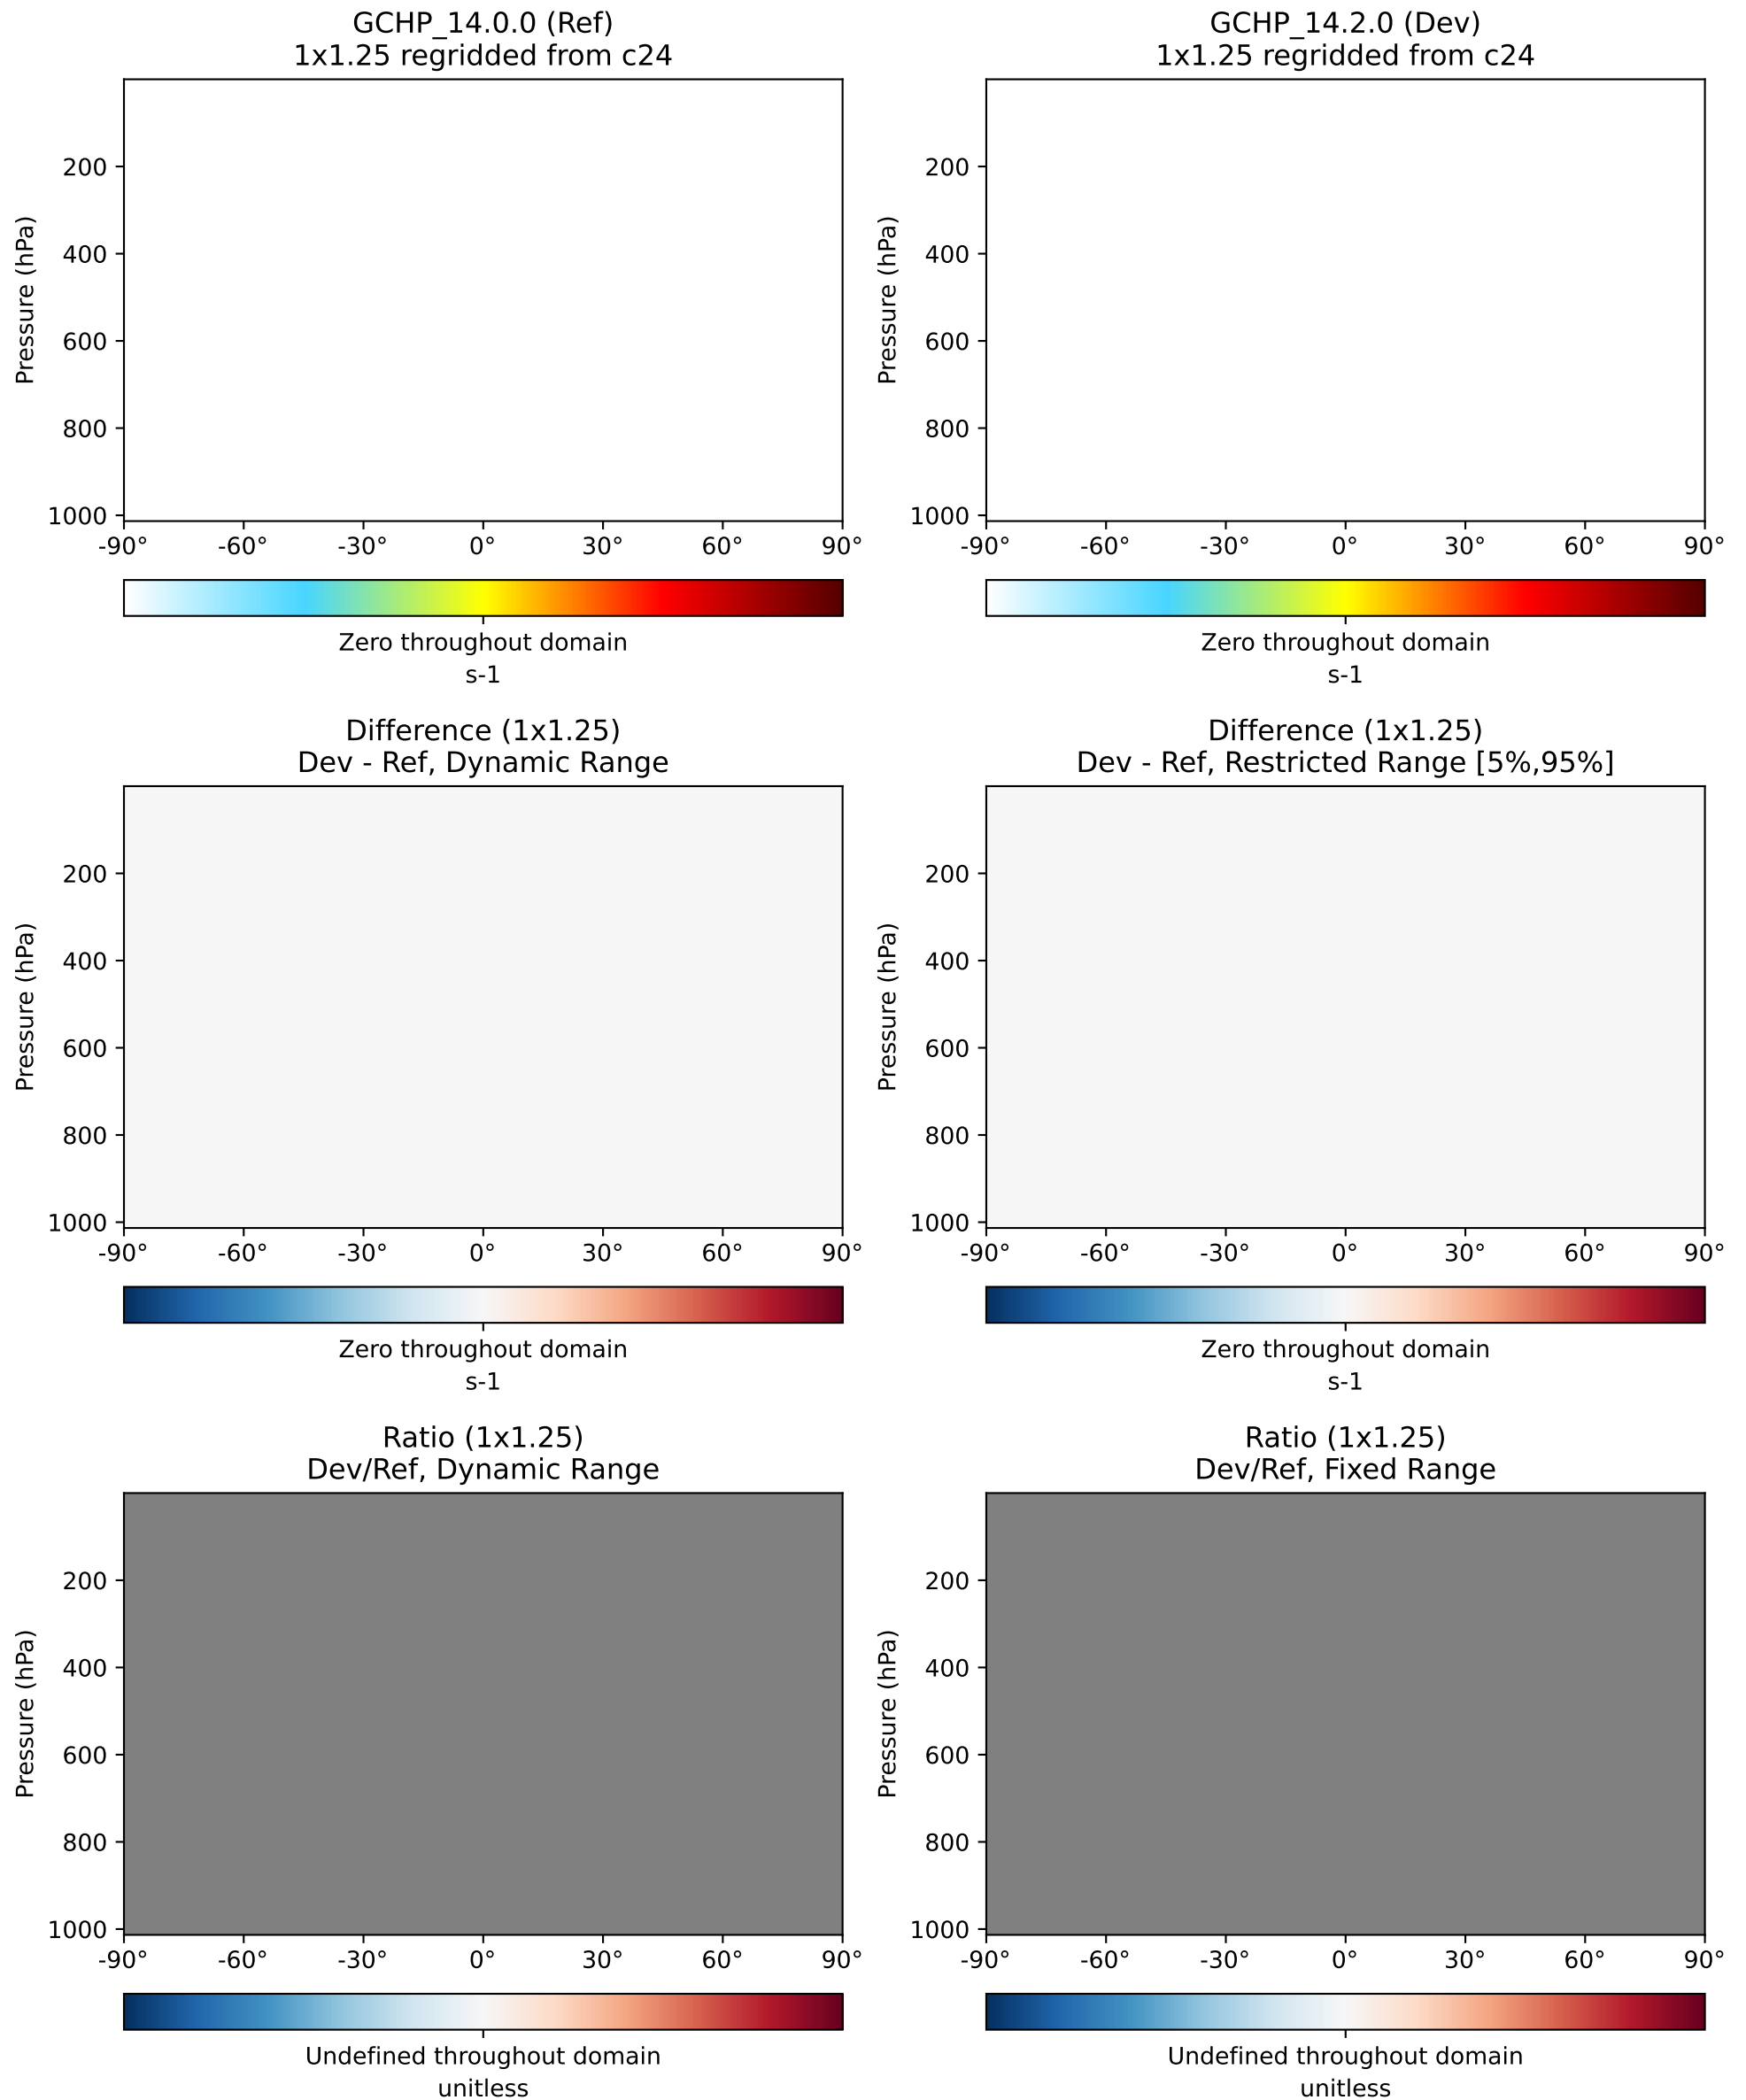 GCHP_14.0.0 (Ref)
1x1.25 regridded from c24
Pressure (hPa)
200
400
600
800
1000
-90° -60° -30° 0° 30° 60° 90°
Zero throughout domain
s-1
GCHP_14.2.0 (Dev)
1x1.25 regridded from c24
Pressure (hPa)
200
400
600
800
1000
-90° -60° -30° 0° 30° 60° 90°
Zero throughout domain
s-1
Difference (1x1.25)
Dev - Ref, Dynamic Range
Pressure (hPa)
200
400
600
800
1000
-90° -60° -30° 0° 30° 60° 90°
Zero throughout domain
s-1
Difference (1x1.25)
Dev - Ref, Restricted Range [5%,95%]
Pressure (hPa)
200
400
600
800
1000
-90° -60° -30° 0° 30° 60° 90°
Zero throughout domain
s-1
Ratio (1x1.25)
Dev/Ref, Dynamic Range
Pressure (hPa)
200
400
600
800
1000
-90° -60° -30° 0° 30° 60° 90°
Undefined throughout domain
unitless
Ratio (1x1.25)
Dev/Ref, Fixed Range
Pressure (hPa)
200
400
600
800
1000
-90° -60° -30° 0° 30° 60° 90°
Undefined throughout domain
unitless